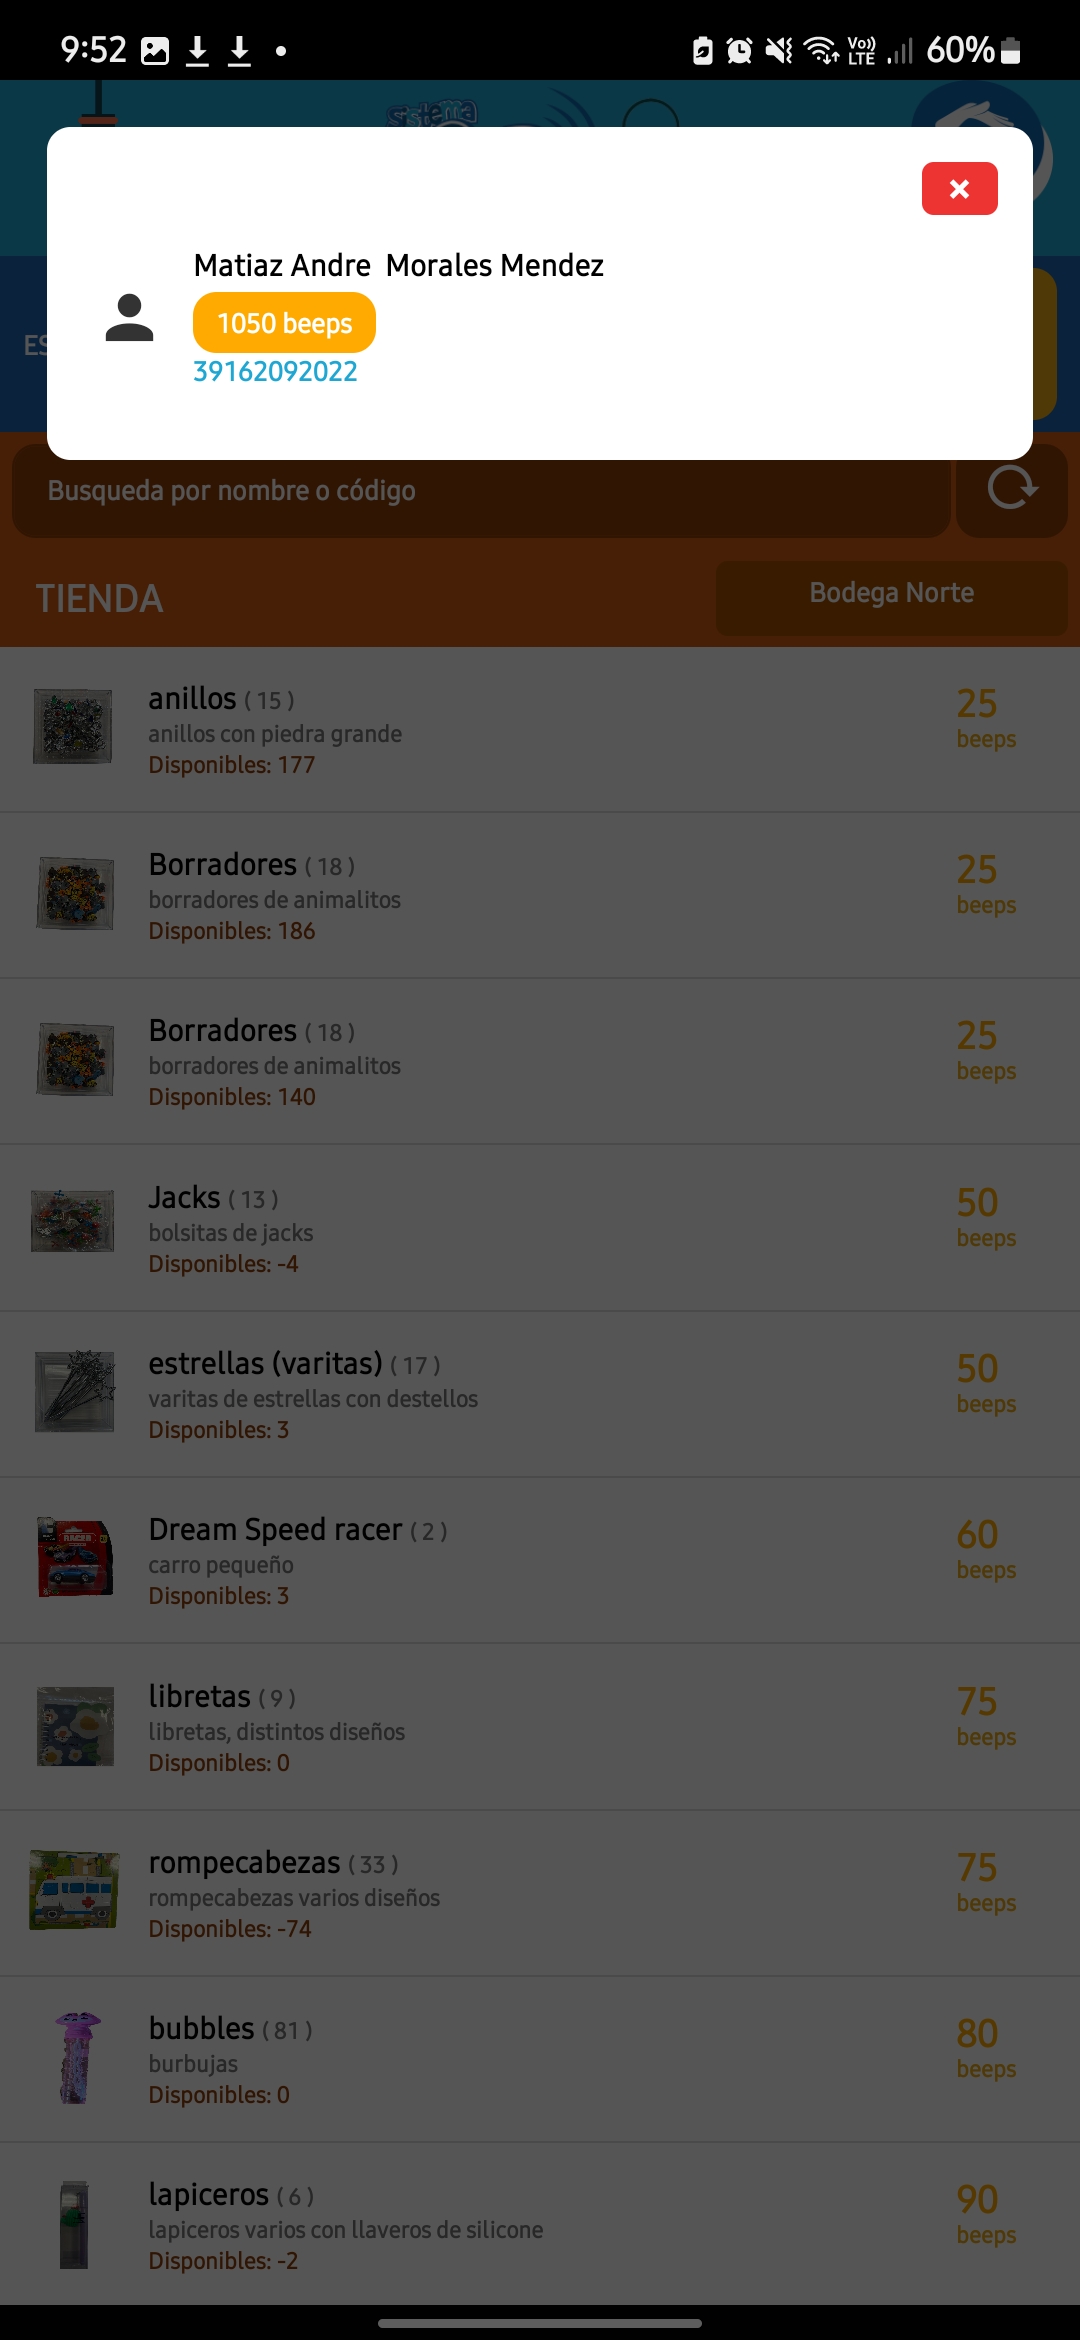 9:52
Vo))
LTE
60%
Sistema
Matiaz Andre  Morales Mendez
1050 beeps
39162092022
ES
Busqueda por nombre o código
TIENDA
Bodega Norte
anillos ( 15 )
anillos con piedra grande
Disponibles: 177
25
beeps
Borradores ( 18 )
borradores de animalitos
Disponibles: 186
25
beeps
Borradores ( 18 )
borradores de animalitos
Disponibles: 140
25
beeps
Jacks ( 13 )
bolsitas de jacks
Disponibles: -4
50
beeps
estrellas (varitas) ( 17 )
varitas de estrellas con destellos
Disponibles: 3
50
beeps
RACER
Dream Speed racer ( 2 )
carro pequeño
Disponibles: 3
60
beeps
libretas ( 9 )
libretas, distintos diseños
Disponibles: 0
75
beeps
rompecabezas ( 33 )
rompecabezas varios diseños
Disponibles: -74
75
beeps
bubbles ( 81 )
burbujas
Disponibles: 0
80
beeps
lapiceros ( 6 )
lapiceros varios con llaveros de silicone
Disponibles: -2
90
beeps